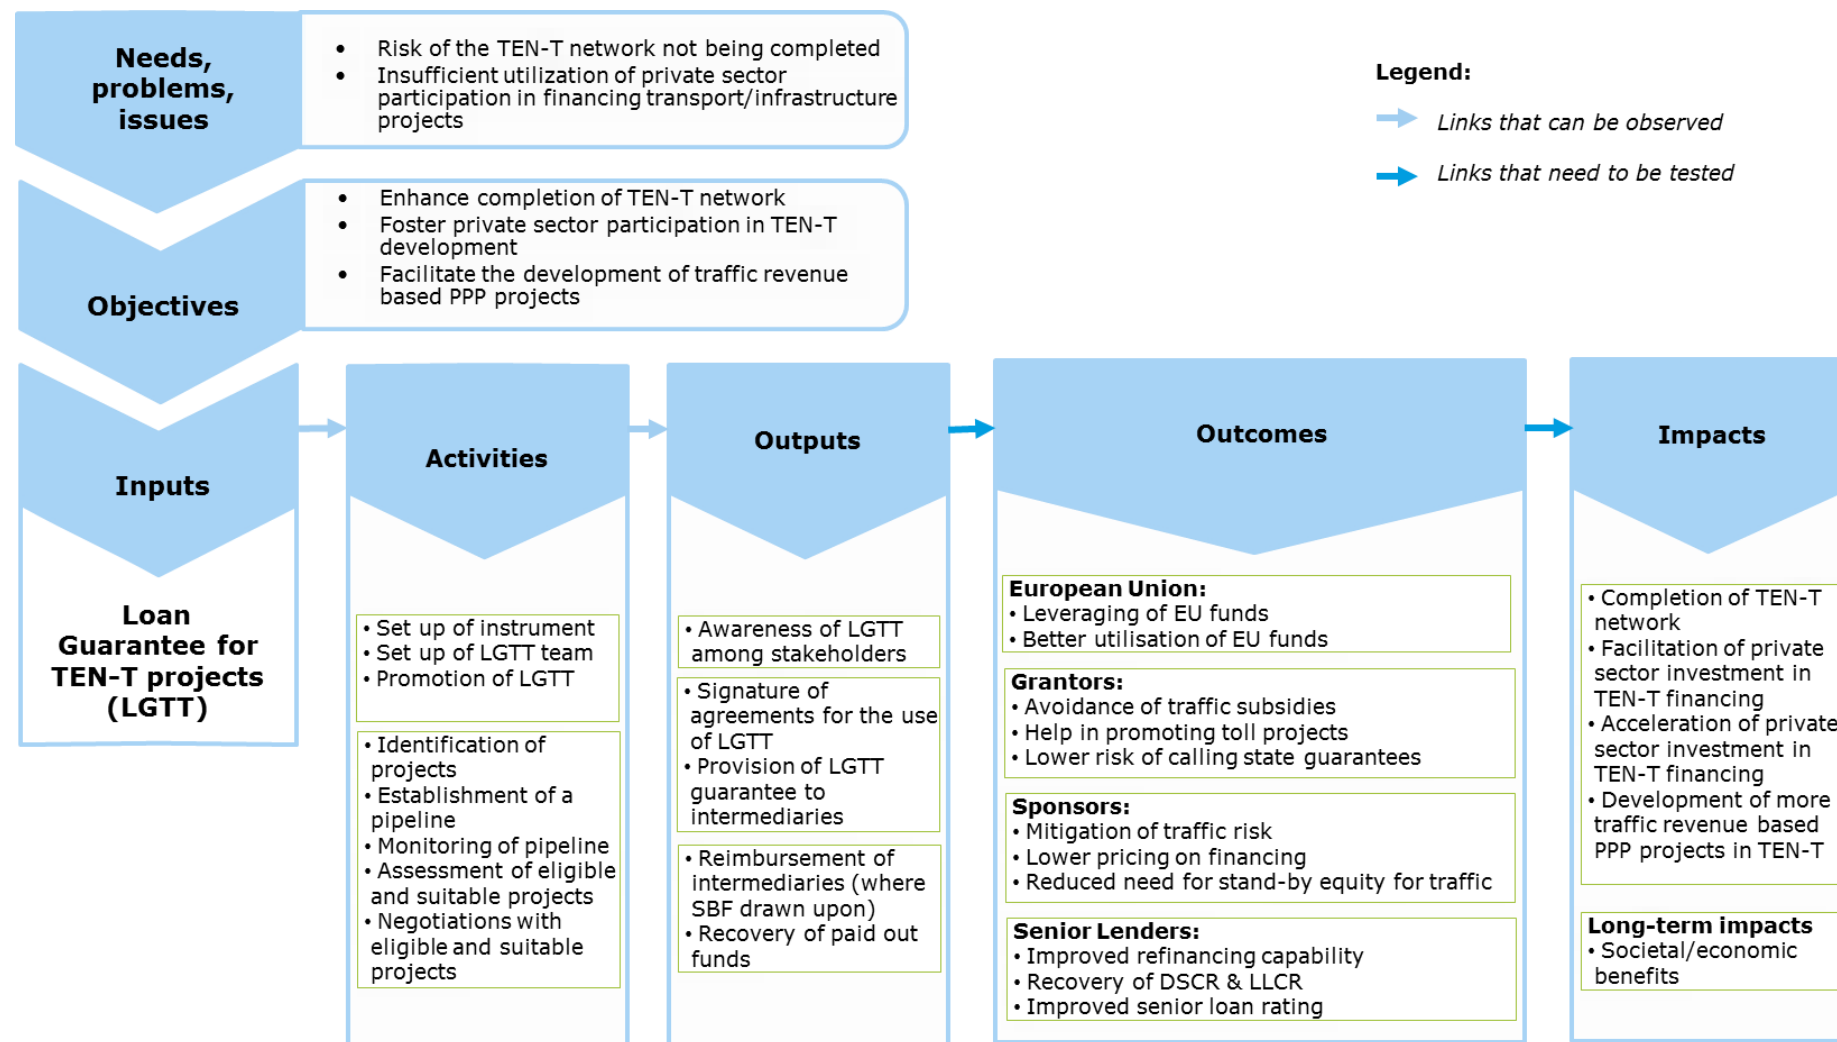 Needs,
problems,
issues
• Risk of the TEN-T network not being completed
• Insufficient utilization of private sector
participation in financing transport/infrastructure
projects
Legend:
Links that can be observed
Links that need to be tested
Objectives
• Enhance completion of TEN-T network
• Foster private sector participation in TEN-T
development
• Facilitate the development of traffic revenue
based PPP projects
Inputs
Loan
Guarantee for
TEN-T projects
(LGTT)
Activities
• Set up of instrument
• Set up of LGTT team
• Promotion of LGTT
• Identification of
projects
• Establishment of a
pipeline
• Monitoring of pipeline
• Assessment of eligible
and suitable projects
• Negotiations with
eligible and suitable
projects
Outputs
• Awareness of LGTT
among stakeholders
• Signature of
agreements for the use
of LGTT
• Provision of LGTT
guarantee to
intermediaries
• Reimbursement of
intermediaries (where
SBF drawn upon)
• Recovery of paid out
funds
Outcomes
European Union:
• Leveraging of EU funds
• Better utilisation of EU funds
Grantors:
• Avoidance of traffic subsidies
• Help in promoting toll projects
• Lower risk of calling state guarantees
Sponsors:
• Mitigation of traffic risk
• Lower pricing on financing
• Reduced need for stand-by equity for traffic
Senior Lenders:
• Improved refinancing capability
• Recovery of DSCR & LLCR
• Improved senior loan rating
Impacts
• Completion of TEN-T
network
• Facilitation of private
sector investment in
TEN-T financing
• Acceleration of private
sector investment in
TEN-T financing
• Development of more
traffic revenue based
PPP projects in TEN-T
Long-term impacts
• Societal/economic
benefits